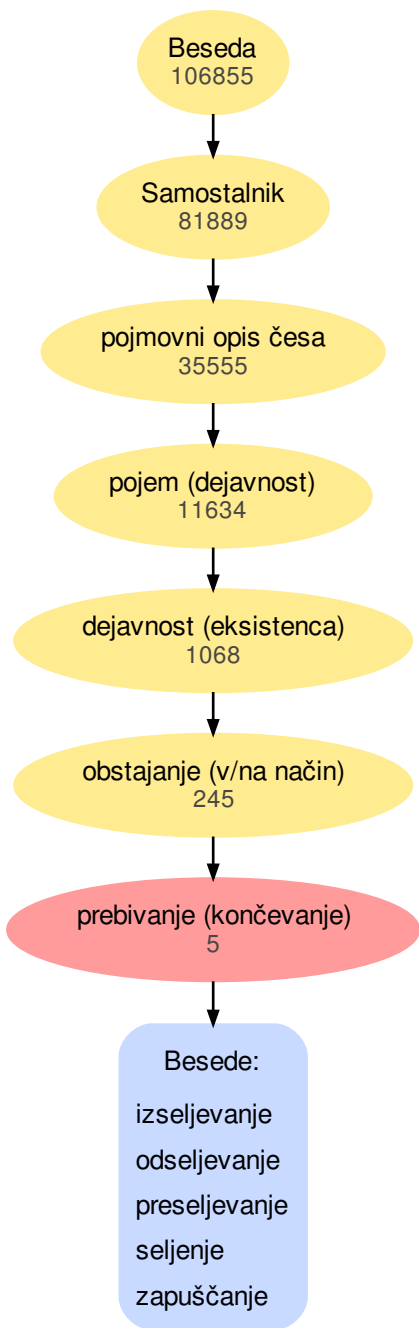 Beseda
106855
Samostalnik
81889
pojmovni opis česa
35555
pojem (dejavnost)
11634
dejavnost (eksistenca)
1068
obstajanje (v/na način)
245
prebivanje (končevanje)
5
Besede:
izseljevanje
odseljevanje
preseljevanje
seljenje
zapuščanje